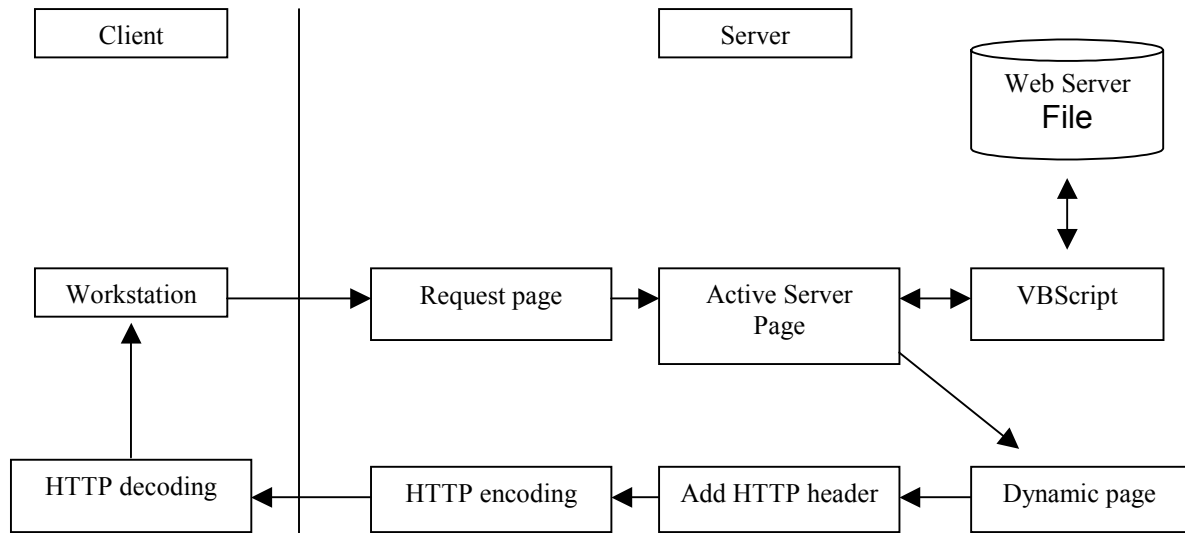 Client
Server
Web Server
File
Workstation
Request page
Active Server
Page
VBScript
HTTP decoding
HTTP encoding
Add HTTP header
Dynamic page